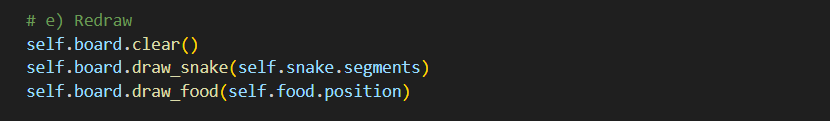 # e) Redraw
self.board.clear()
self.board.draw_snake(self.snake.segments)
self.board.draw_food(self.food.position)